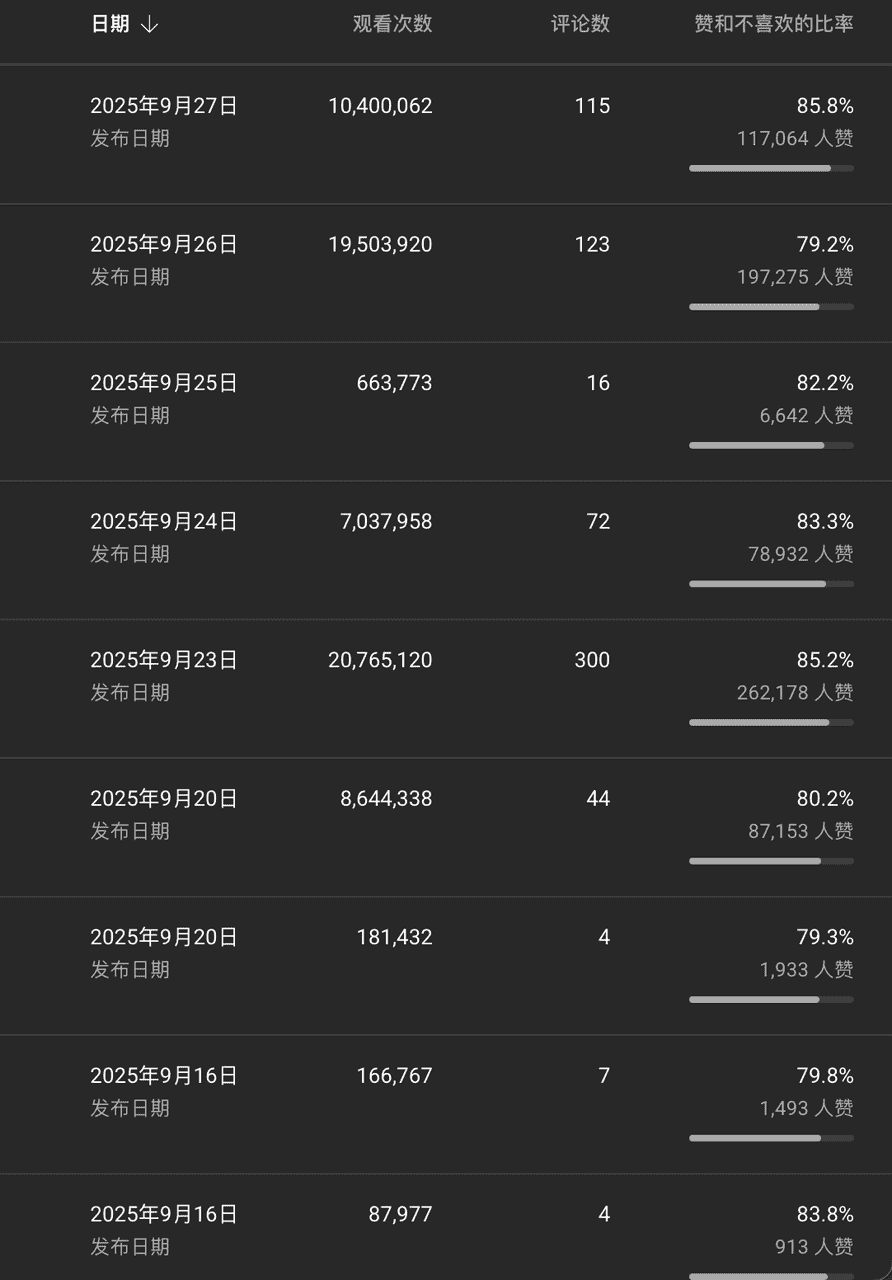 日期 ↓ 观看次数 评论数 赞和不喜欢的比率
2025年9月27日 10,400,062 115 85.8%
发布日期 117,064 人赞
2025年9月26日 19,503,920 123 79.2%
发布日期 197,275 人赞
2025年9月25日 663,773 16 82.2%
发布日期 6,642 人赞
2025年9月24日 7,037,958 72 83.3%
发布日期 78,932 人赞
2025年9月23日 20,765,120 300 85.2%
发布日期 262,178 人赞
2025年9月20日 8,644,338 44 80.2%
发布日期 87,153 人赞
2025年9月20日 181,432 4 79.3%
发布日期 1,933 人赞
2025年9月16日 166,767 7 79.8%
发布日期 1,493 人赞
2025年9月16日 87,977 4 83.8%
发布日期 913 人赞